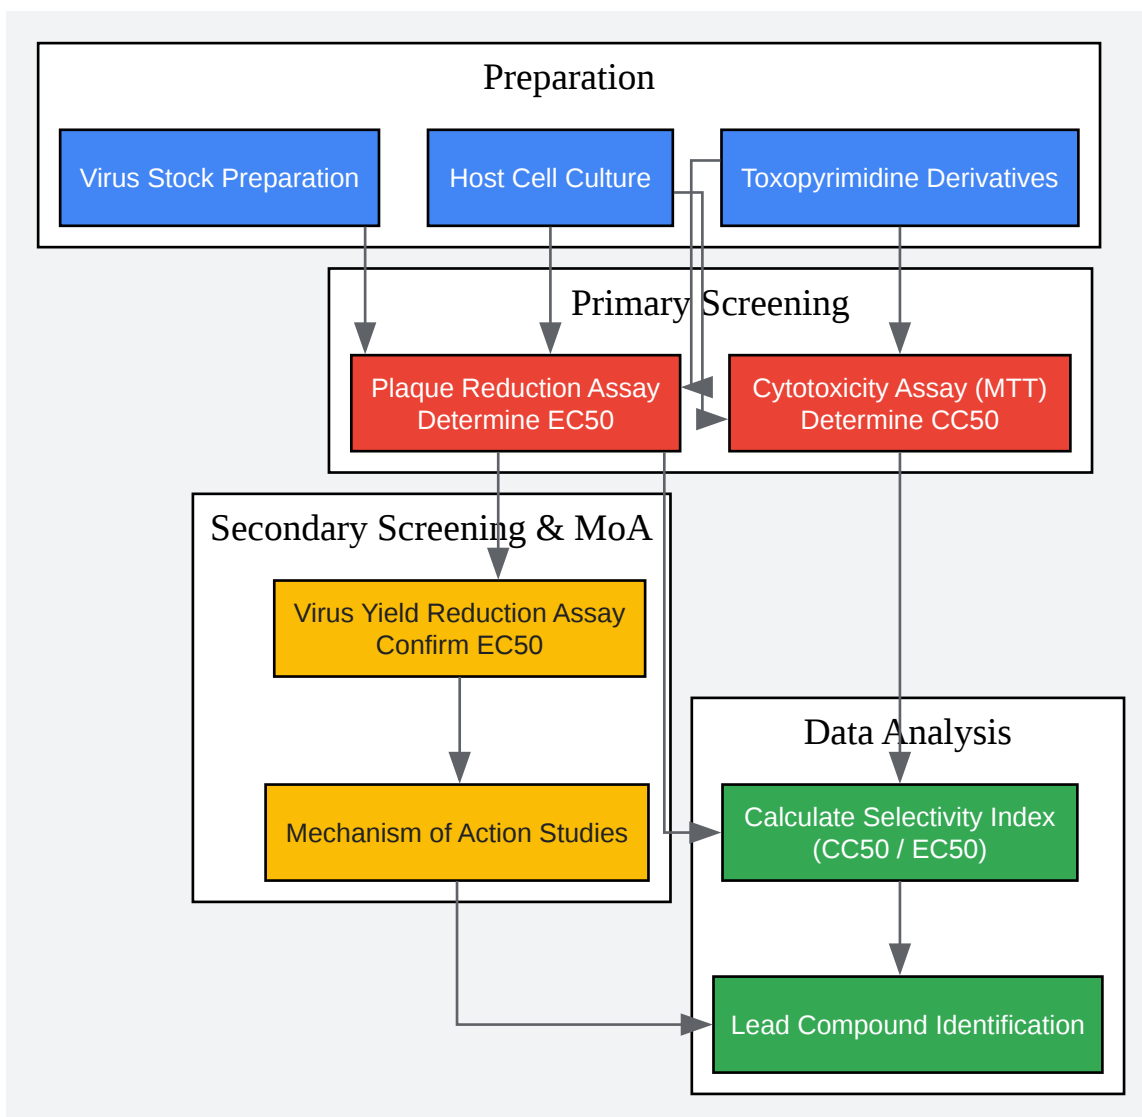 Preparation
Virus Stock Preparation
Host Cell Culture
Toxopyrimidine Derivatives
Primary Screening
Plaque Reduction Assay
Determine EC50
Cytotoxicity Assay (MTT)
Determine CC50
Secondary Screening & MoA
Virus Yield Reduction Assay
Confirm EC50
Mechanism of Action Studies
Data Analysis
Calculate Selectivity Index
(CC50 / EC50)
Lead Compound Identification